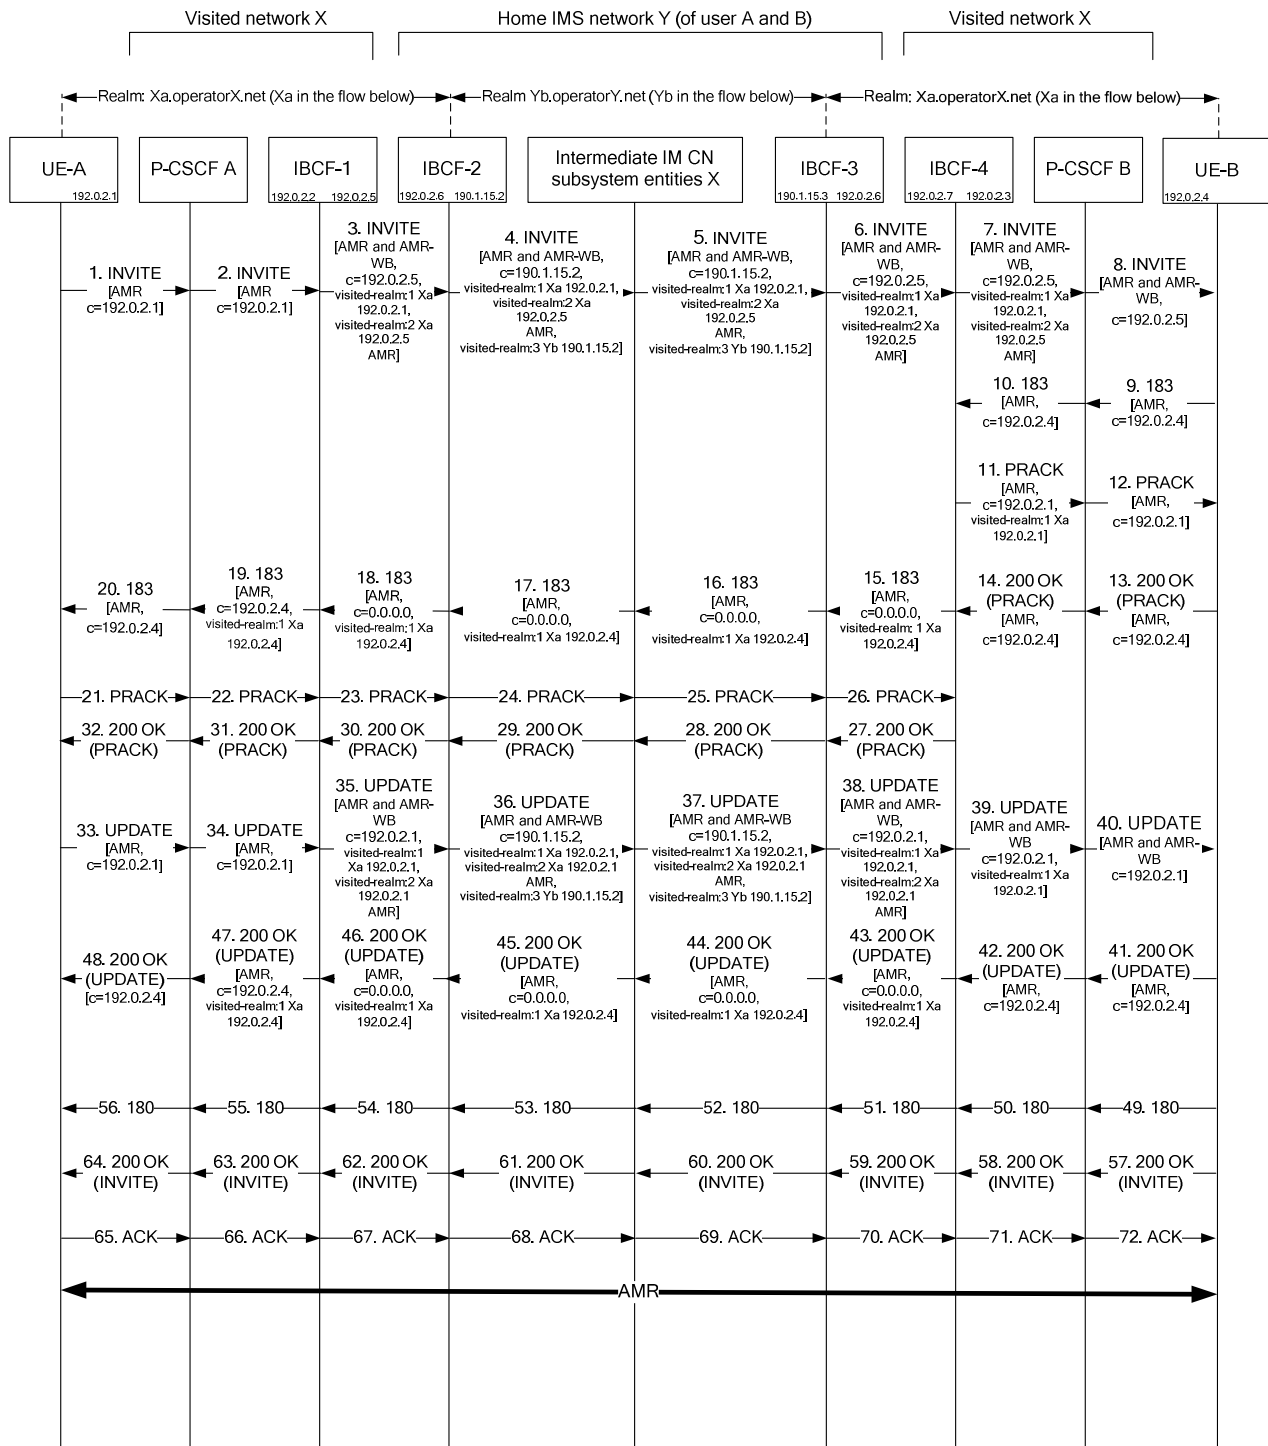 Visited network X
Home IMS network Y (of user A and B)
Visited network X
Realm: Xa.operatorX.net (Xa in the flow below)
Realm Yb.operatorY.net (Yb in the flow below)
Realm: Xa.operatorX.net (Xa in the flow below)
UE-A
192.0.2.1
P-CSCF A
IBCF-1
192.0.2.2 192.0.2.5
IBCF-2
192.0.2.6 190.1.15.2
Intermediate IM CN
subsystem entities X
IBCF-3
190.1.15.3 192.0.2.6
IBCF-4
192.0.2.7 192.0.2.3
P-CSCF B
UE-B
192.0.2.4
1. INVITE
[AMR
c=192.0.2.1]
2. INVITE
[AMR
c=192.0.2.1]
3. INVITE
[AMR and AMR-
WB,
c=192.0.2.5,
visited-realm:1 Xa
192.0.2.1,
visited-realm:2 Xa
192.0.2.5
AMR]
4. INVITE
[AMR and AMR-WB,
c=190.1.15.2,
visited-realm:1 Xa 192.0.2.1,
visited-realm:2 Xa
192.0.2.5
AMR,
visited-realm:3 Yb 190.1.15.2]
5. INVITE
[AMR and AMR-WB,
c=190.1.15.2,
visited-realm:1 Xa 192.0.2.1,
visited-realm:2 Xa
192.0.2.5
AMR,
visited-realm:3 Yb 190.1.15.2]
6. INVITE
[AMR and AMR-
WB,
c=192.0.2.5,
visited-realm:1 Xa
192.0.2.1,
visited-realm:2 Xa
192.0.2.5
AMR]
7. INVITE
[AMR and AMR-
WB,
c=192.0.2.5,
visited-realm:1 Xa
192.0.2.1,
visited-realm:2 Xa
192.0.2.5
AMR]
8. INVITE
[AMR and AMR-
WB,
c=192.0.2.5]
10. 183
[AMR,
c=192.0.2.4]
9. 183
[AMR,
c=192.0.2.4]
11. PRACK
[AMR,
c=192.0.2.1,
visited-realm:1 Xa
192.0.2.1]
12. PRACK
[AMR,
c=192.0.2.1]
20. 183
[AMR,
c=192.0.2.4]
19. 183
[AMR,
c=192.0.2.4,
visited-realm:1 Xa
192.0.2.4]
18. 183
[AMR,
c=0.0.0.0,
visited-realm:1 Xa
192.0.2.4]
17. 183
[AMR,
c=0.0.0.0,
visited-realm:1 Xa 192.0.2.4]
16. 183
[AMR,
c=0.0.0.0,
visited-realm:1 Xa 192.0.2.4]
15. 183
[AMR,
c=0.0.0.0,
visited-realm: 1 Xa
192.0.2.4]
14. 200 OK
(PRACK)
[AMR,
c=192.0.2.4]
13. 200 OK
(PRACK)
[AMR,
c=192.0.2.4]
21. PRACK
22. PRACK
23. PRACK
24. PRACK
25. PRACK
26. PRACK
32. 200 OK
(PRACK)
31. 200 OK
(PRACK)
30. 200 OK
(PRACK)
29. 200 OK
(PRACK)
28. 200 OK
(PRACK)
27. 200 OK
(PRACK)
33. UPDATE
[AMR,
c=192.0.2.1]
34. UPDATE
[AMR,
c=192.0.2.1]
35. UPDATE
[AMR and AMR-
WB
c=192.0.2.1,
visited-realm:1
Xa 192.0.2.1,
visited-realm:2 Xa
192.0.2.1
AMR]
36. UPDATE
[AMR and AMR-WB
c=190.1.15.2,
visited-realm:1 Xa 192.0.2.1,
visited-realm:2 Xa 192.0.2.1
AMR,
visited-realm:3 Yb 190.1.15.2]
37. UPDATE
[AMR and AMR-WB
c=190.1.15.2,
visited-realm:1 Xa 192.0.2.1,
visited-realm:2 Xa 192.0.2.1
AMR,
visited-realm:3 Yb 190.1.15.2]
38. UPDATE
[AMR and AMR-
WB,
c=192.0.2.1,
visited-realm:1 Xa
192.0.2.1,
visited-realm:2 Xa
192.0.2.1
AMR]
39. UPDATE
[AMR and AMR-
WB
c=192.0.2.1,
visited-realm:1 Xa
192.0.2.1]
40. UPDATE
[AMR and AMR-
WB
c=192.0.2.1]
48. 200 OK
(UPDATE)
[c=192.0.2.4]
47. 200 OK
(UPDATE)
[AMR,
c=192.0.2.4,
visited-realm:1 Xa
192.0.2.4]
46. 200 OK
(UPDATE)
[AMR,
c=0.0.0.0,
visited-realm:1 Xa
192.0.2.4]
45. 200 OK
(UPDATE)
[AMR,
c=0.0.0.0,
visited-realm:1 Xa 192.0.2.4]
44. 200 OK
(UPDATE)
[AMR,
c=0.0.0.0,
visited-realm:1 Xa 192.0.2.4]
43. 200 OK
(UPDATE)
[AMR,
c=0.0.0.0,
visited-realm:1 Xa
192.0.2.4]
42. 200 OK
(UPDATE)
[AMR,
c=192.0.2.4]
41. 200 OK
(UPDATE)
[AMR,
c=192.0.2.4]
56. 180
55. 180
54. 180
53. 180
52. 180
51. 180
50. 180
49. 180
64. 200 OK
(INVITE)
63. 200 OK
(INVITE)
62. 200 OK
(INVITE)
61. 200 OK
(INVITE)
60. 200 OK
(INVITE)
59. 200 OK
(INVITE)
58. 200 OK
(INVITE)
57. 200 OK
(INVITE)
65. ACK
66. ACK
67. ACK
68. ACK
69. ACK
70. ACK
71. ACK
72. ACK
AMR